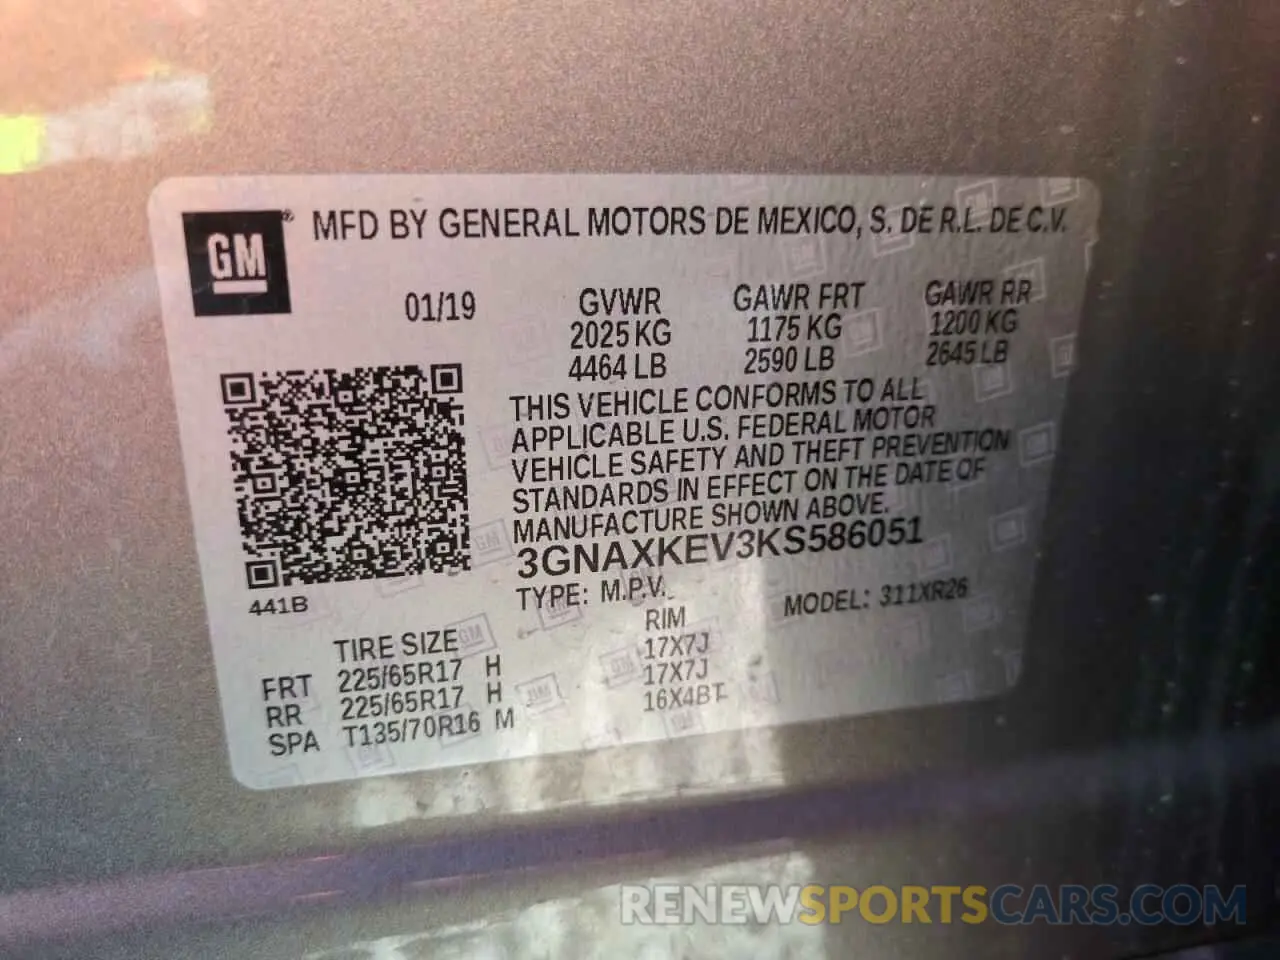 GM® MFD BY GENERAL MOTORS DE MEXICO, S. DE R.L. DE C.V.
01/19 GVWR GAWR FRT GAWR RR
2025 KG 1175 KG 1200 KG
4464 LB 2590 LB 2645 LB
THIS VEHICLE CONFORMS TO ALL
APPLICABLE U.S. FEDERAL MOTOR
VEHICLE SAFETY AND THEFT PREVENTION
STANDARDS IN EFFECT ON THE DATE OF
MANUFACTURE SHOWN ABOVE.
3GNAXKEV3KS586051
441B
TYPE: M.P.V. MODEL: 311XR26
TIRE SIZE RIM
FRT 225/65R17 H 17X7J
RR 225/65R17 H 17X7J
SPA T135/70R16 M 16X4BT
RENEWSPORTSCARS.COM